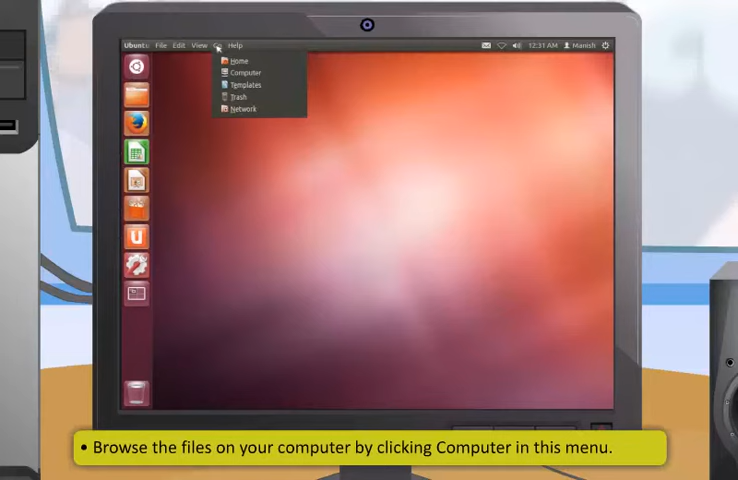 Ubuntu File Edit View Go Help 12:31 AM Manish
Home
Computer
Templates
Trash
Network
U
• Browse the files on your computer by clicking Computer in this menu.